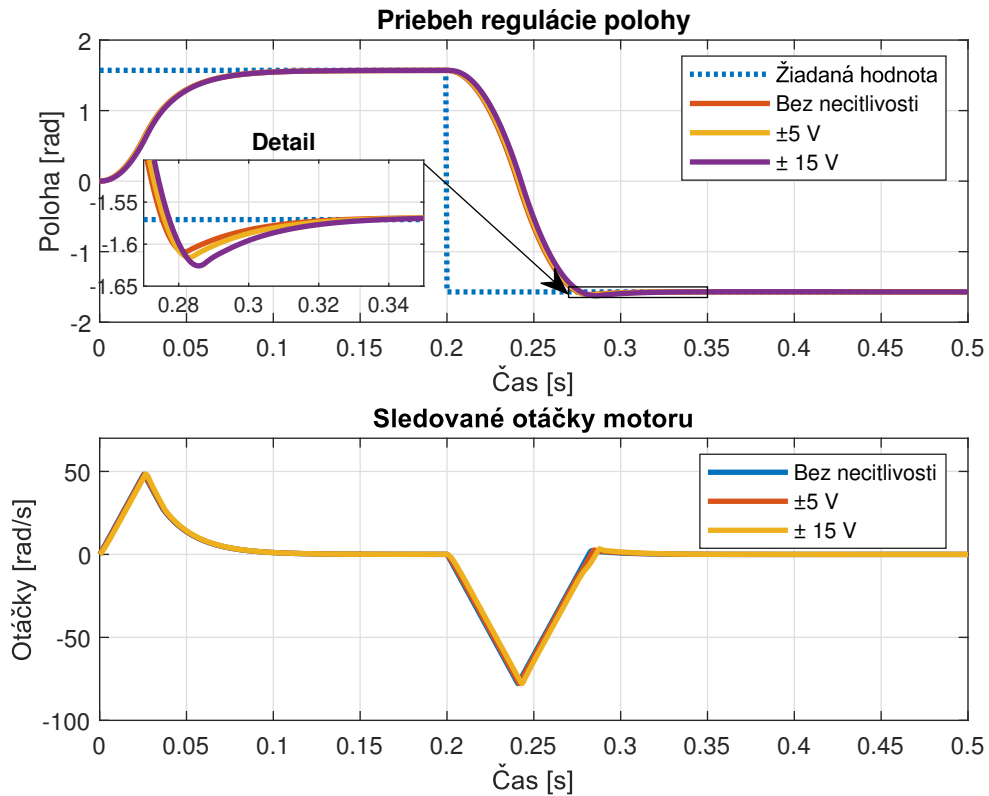 Priebeh regulácie polohy
Poloha [rad]
2
1
0
-1
-2
Žiadaná hodnota
Bez necitlivosti
±5 V
± 15 V
Detail
-1.55
-1.6
-1.65
0.28 0.3 0.32 0.34
0 0.05 0.1 0.15 0.2 0.25 0.3 0.35 0.4 0.45 0.5
Čas [s]
Sledované otáčky motoru
Otáčky [rad/s]
50
0
-50
-100
Bez necitlivosti
±5 V
± 15 V
0 0.05 0.1 0.15 0.2 0.25 0.3 0.35 0.4 0.45 0.5
Čas [s]